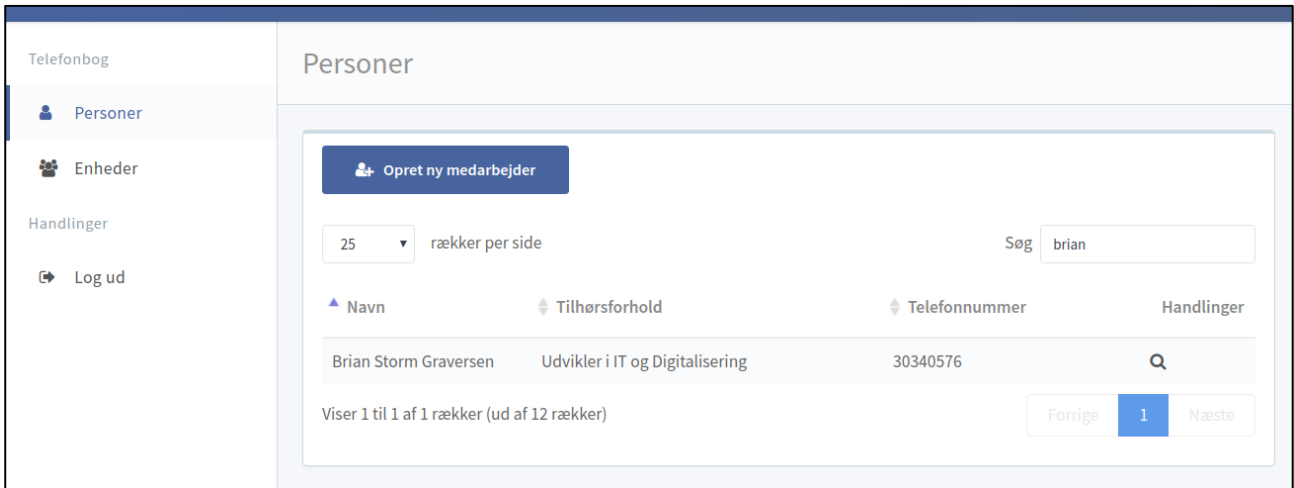 Telefonbog
Personer
Enheder
Handlinger
Log ud
Personer
Opret ny medarbejder
25 rækker per side Søg brian
Navn Tilhørsforhold Telefonnummer Handlinger
Brian Storm Graversen Udvikler i IT og Digitalisering 30340576
Viser 1 til 1 af 1 rækker (ud af 12 rækker) Forrige 1 Næste